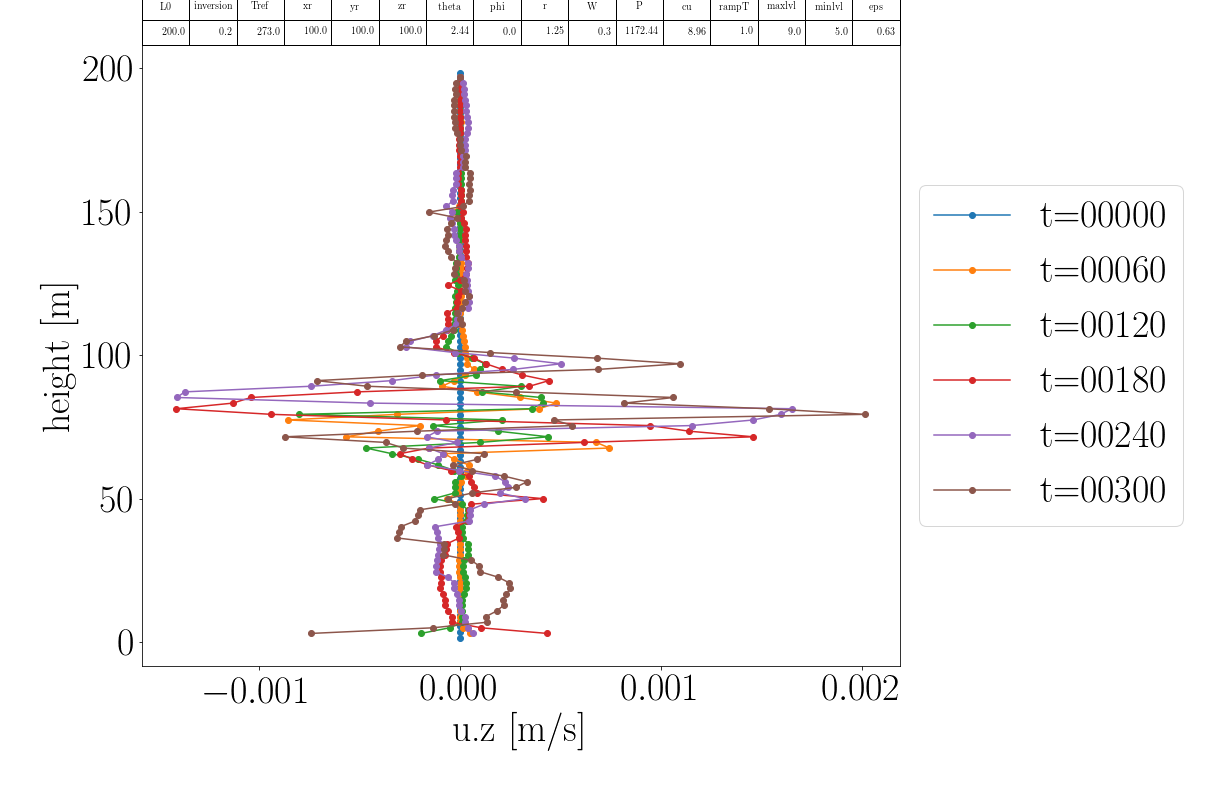 L0 inversion Tref xr yr zr theta phi r W P cu rampT maxlvl minlvl eps
200.0 0.2 273.0 100.0 100.0 100.0 2.44 0.0 1.25 0.3 1172.44 8.96 1.0 9.0 5.0 0.63
200
150
100
50
0
height [m]
−0.001 0.000 0.001 0.002
u.z [m/s]
t=00000
t=00060
t=00120
t=00180
t=00240
t=00300